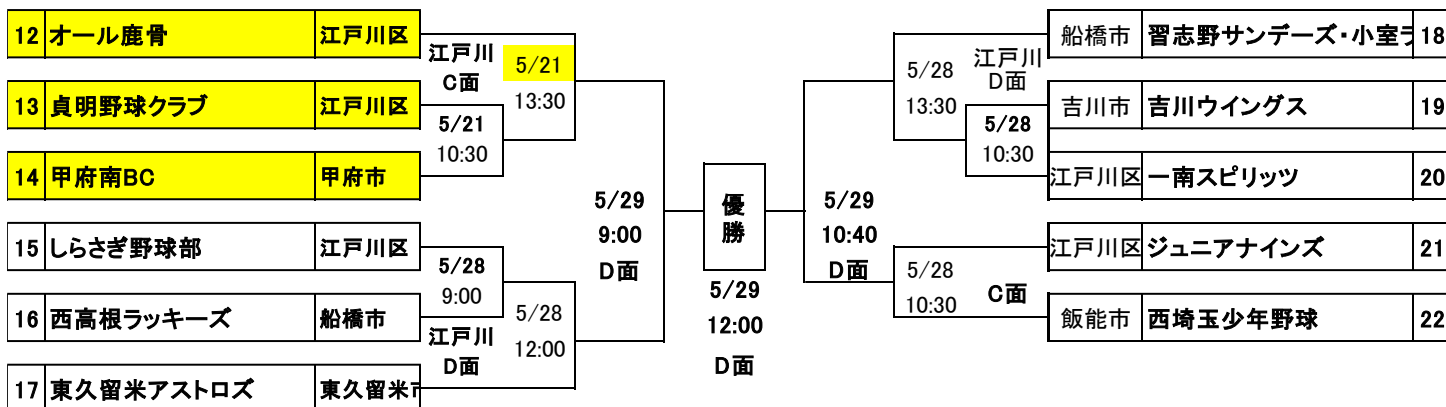 12 オール鹿骨 江戸川区
13 貞明野球クラブ 江戸川区
14 甲府南BC 甲府市
15 しらさぎ野球部 江戸川区
16 西高根ラッキーズ 船橋市
17 東久留米アストロズ 東久留米
江戸川
C面
5/21
13:30
5/21
10:30
5/28
9:00
江戸川
D面
5/28
12:00
5/29
9:00
D面
優
勝
5/29
12:00
D面
5/29
10:40
D面
5/28
13:30
江戸川
D面
5/28
10:30
5/28
10:30
C面
船橋市 習志野サンデーズ・小室 18
吉川市 吉川ウイングス 19
江戸川区 一南スピリッツ 20
江戸川区 ジュニアナインズ 21
飯能市 西埼玉少年野球 22